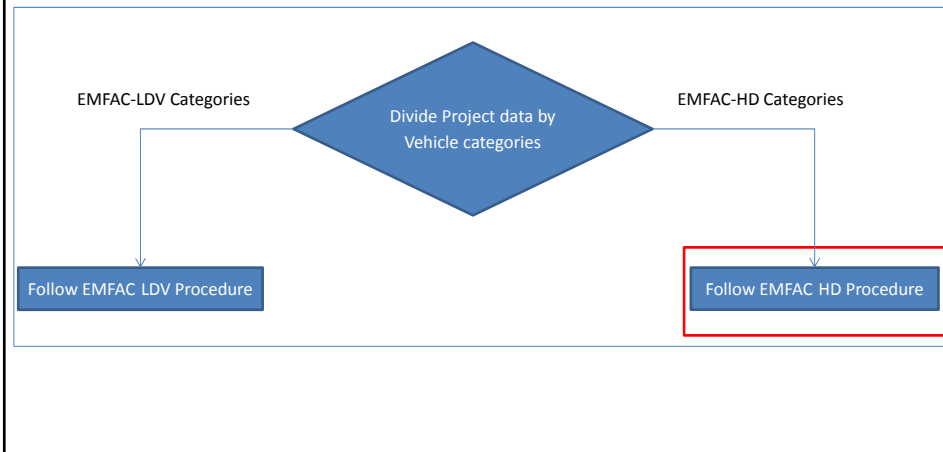 EMFAC-LDV Categories
EMFAC-HD Categories
Divide Project data by
Vehicle categories
Follow EMFAC LDV Procedure
Follow EMFAC HD Procedure